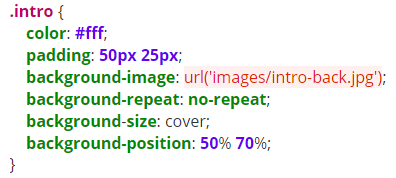 .intro {
color: #fff;
padding: 50px 25px;
background-image: url('images/intro-back.jpg');
background-repeat: no-repeat;
background-size: cover;
background-position: 50% 70%;
}